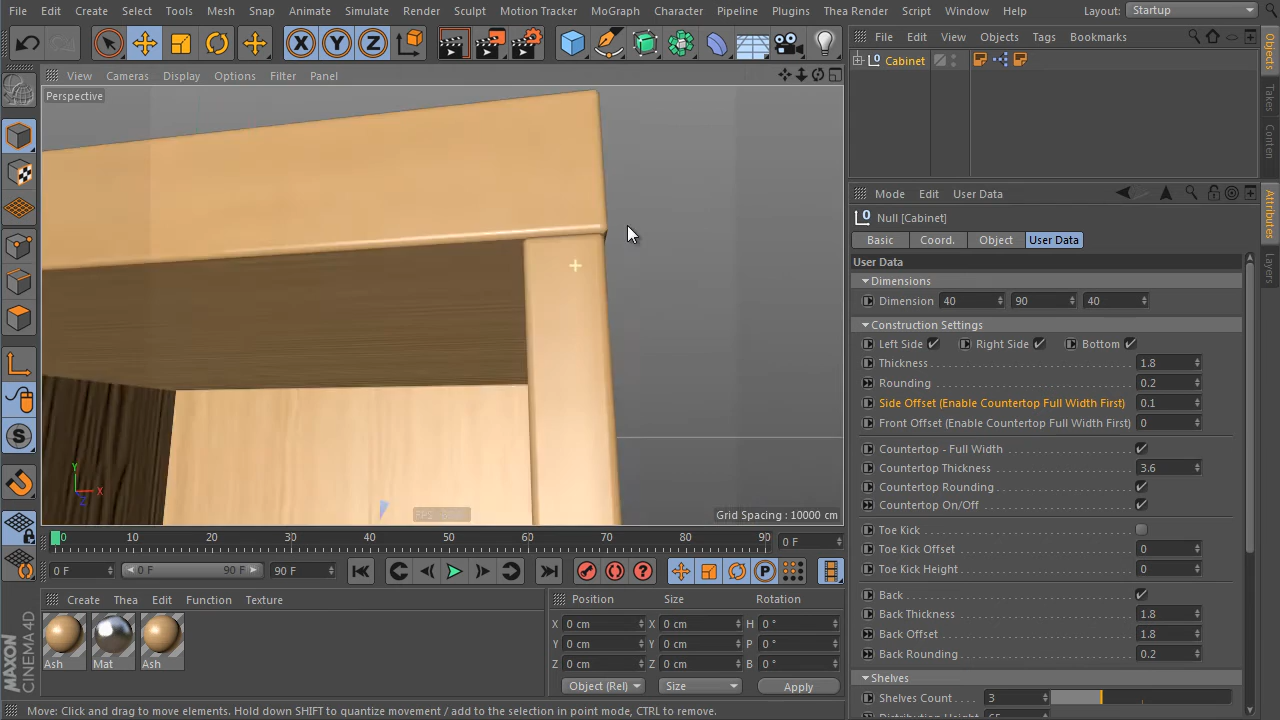 File Edit Create Select Tools Mesh Snap Animate Simulate Render Sculpt Motion Tracker MoGraph Character Pipeline Plugins Thea Render Script Window Help Layout: Startup
X Y Z
File Edit View Objects Tags Bookmarks
Cabinet
View Cameras Display Options Filter Panel
Perspective
Objects
Takes
Attributes
Layers
Mode Edit User Data
Null [Cabinet]
Basic Coord. Object User Data
User Data
Dimensions
Dimension 40 90 40
Construction Settings
Left Side Right Side Bottom
Thickness 1.8
Rounding 0.2
Side Offset (Enable Countertop Full Width First) 0.1
Front Offset (Enable Countertop Full Width First) 0
Countertop - Full Width
Countertop Thickness 3.6
Countertop Rounding
Countertop On/Off
Toe Kick
Toe Kick Offset 0
Toe Kick Height 0
Back
Back Thickness 1.8
Back Offset 1.8
Back Rounding 0.2
Shelves
Shelves Count 3
Y
X
Z
Grid Spacing : 10000 cm
0 10 20 30 40 50 60 70 80 90 0 F
0 F 0 F 90 F 90 F
Create Thea Edit Function Texture
Ash Mat Ash
Position Size Rotation
X 0 cm X 0 cm H 0 °
Y 0 cm Y 0 cm P 0 °
Z 0 cm Z 0 cm B 0 °
Object (Rel) Size Apply
MAXON
CINEMA 4D
Move: Click and drag to move elements. Hold down SHIFT to quantize movement / add to the selection in point mode, CTRL to remove.